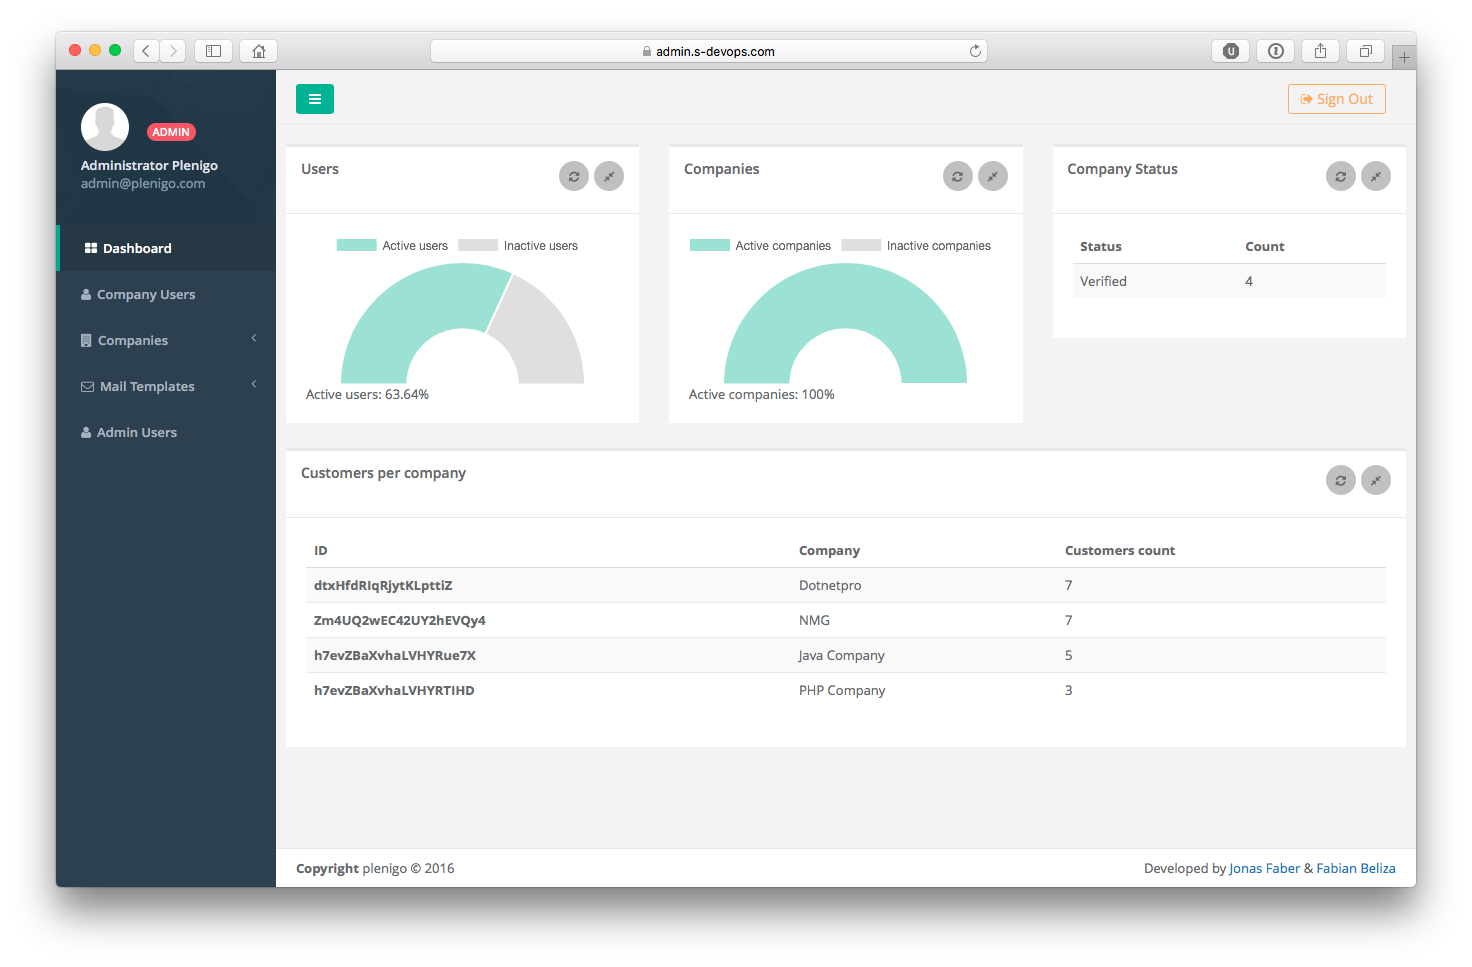 admin.s-devops.com
ADMIN
Administrator Plenigo
admin@plenigo.com
Dashboard
Company Users
Companies
Mail Templates
Admin Users
Sign Out
Users
Active users Inactive users
Active users: 63.64%
Companies
Active companies Inactive companies
Active companies: 100%
Company Status
Status Count
Verified 4
Customers per company
ID Company Customers count
dtxHfdRIqRjytKLpttiZ Dotnetpro 7
Zm4UQ2wEC42UY2hEVQy4 NMG 7
h7evZBaXvhaLVHYRue7X Java Company 5
h7evZBaXvhaLVHYRTIHD PHP Company 3
Copyright plenigo © 2016
Developed by Jonas Faber & Fabian Beliza